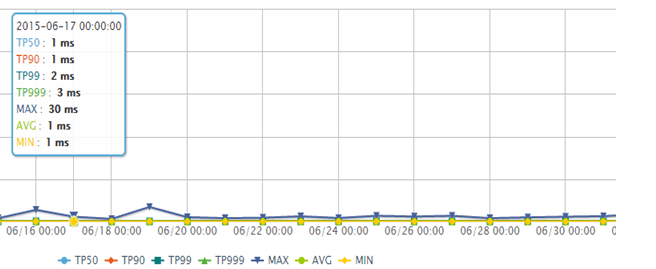 2015-06-17 00:00:00
TP50 : 1 ms
TP90 : 1 ms
TP99 : 2 ms
TP999 : 3 ms
MAX : 30 ms
AVG : 1 ms
MIN : 1 ms
06/16 00:00 06/18 00:00 06/20 00:00 06/22 00:00 06/24 00:00 06/26 00:00 06/28 00:00 06/30 00:00
TP50 TP90 TP99 TP999 MAX AVG MIN